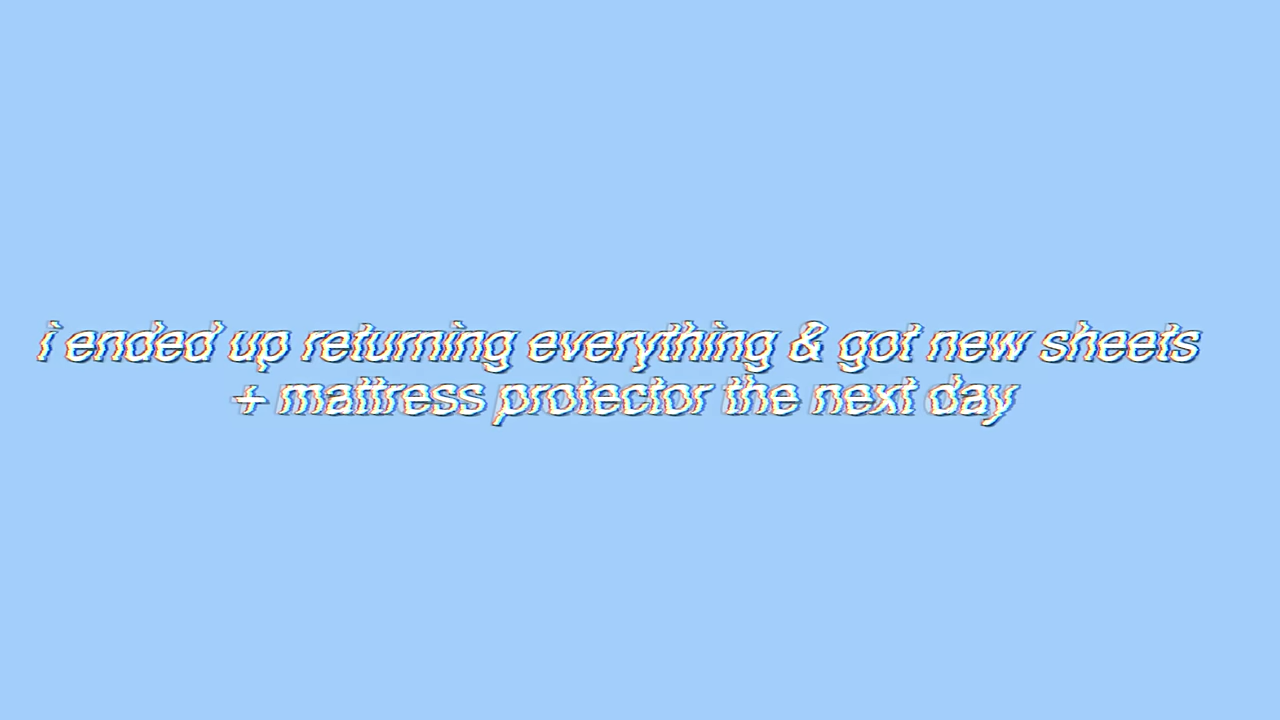 i ended up returning everything & got new sheets
+ mattress protector the next day